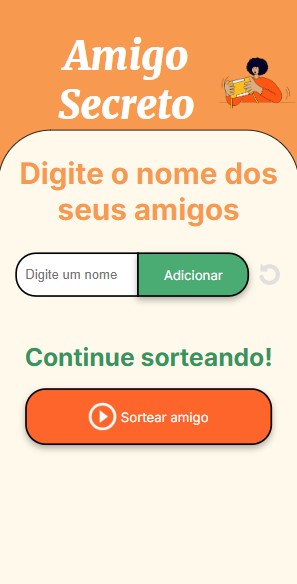 Amigo
Secreto
Digite o nome dos
seus amigos
Digite um nome
Adicionar
Continue sorteando!
Sortear amigo